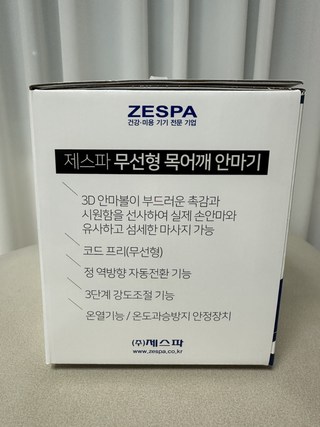 ZESPA
건강·미용 기기 전문 기업
제스파 무선형 목어깨 안마기
3D 안마볼이 부드러운 촉감과
시원함을 선사하여 실제 손안마와
유사하고 섬세한 마사지 가능
코드 프리(무선형)
정 역방향 자동전환 기능
3단계 강도조절 기능
온열기능 / 온도과승방지 안정장치
(주)제스파
www.zespa.co.kr